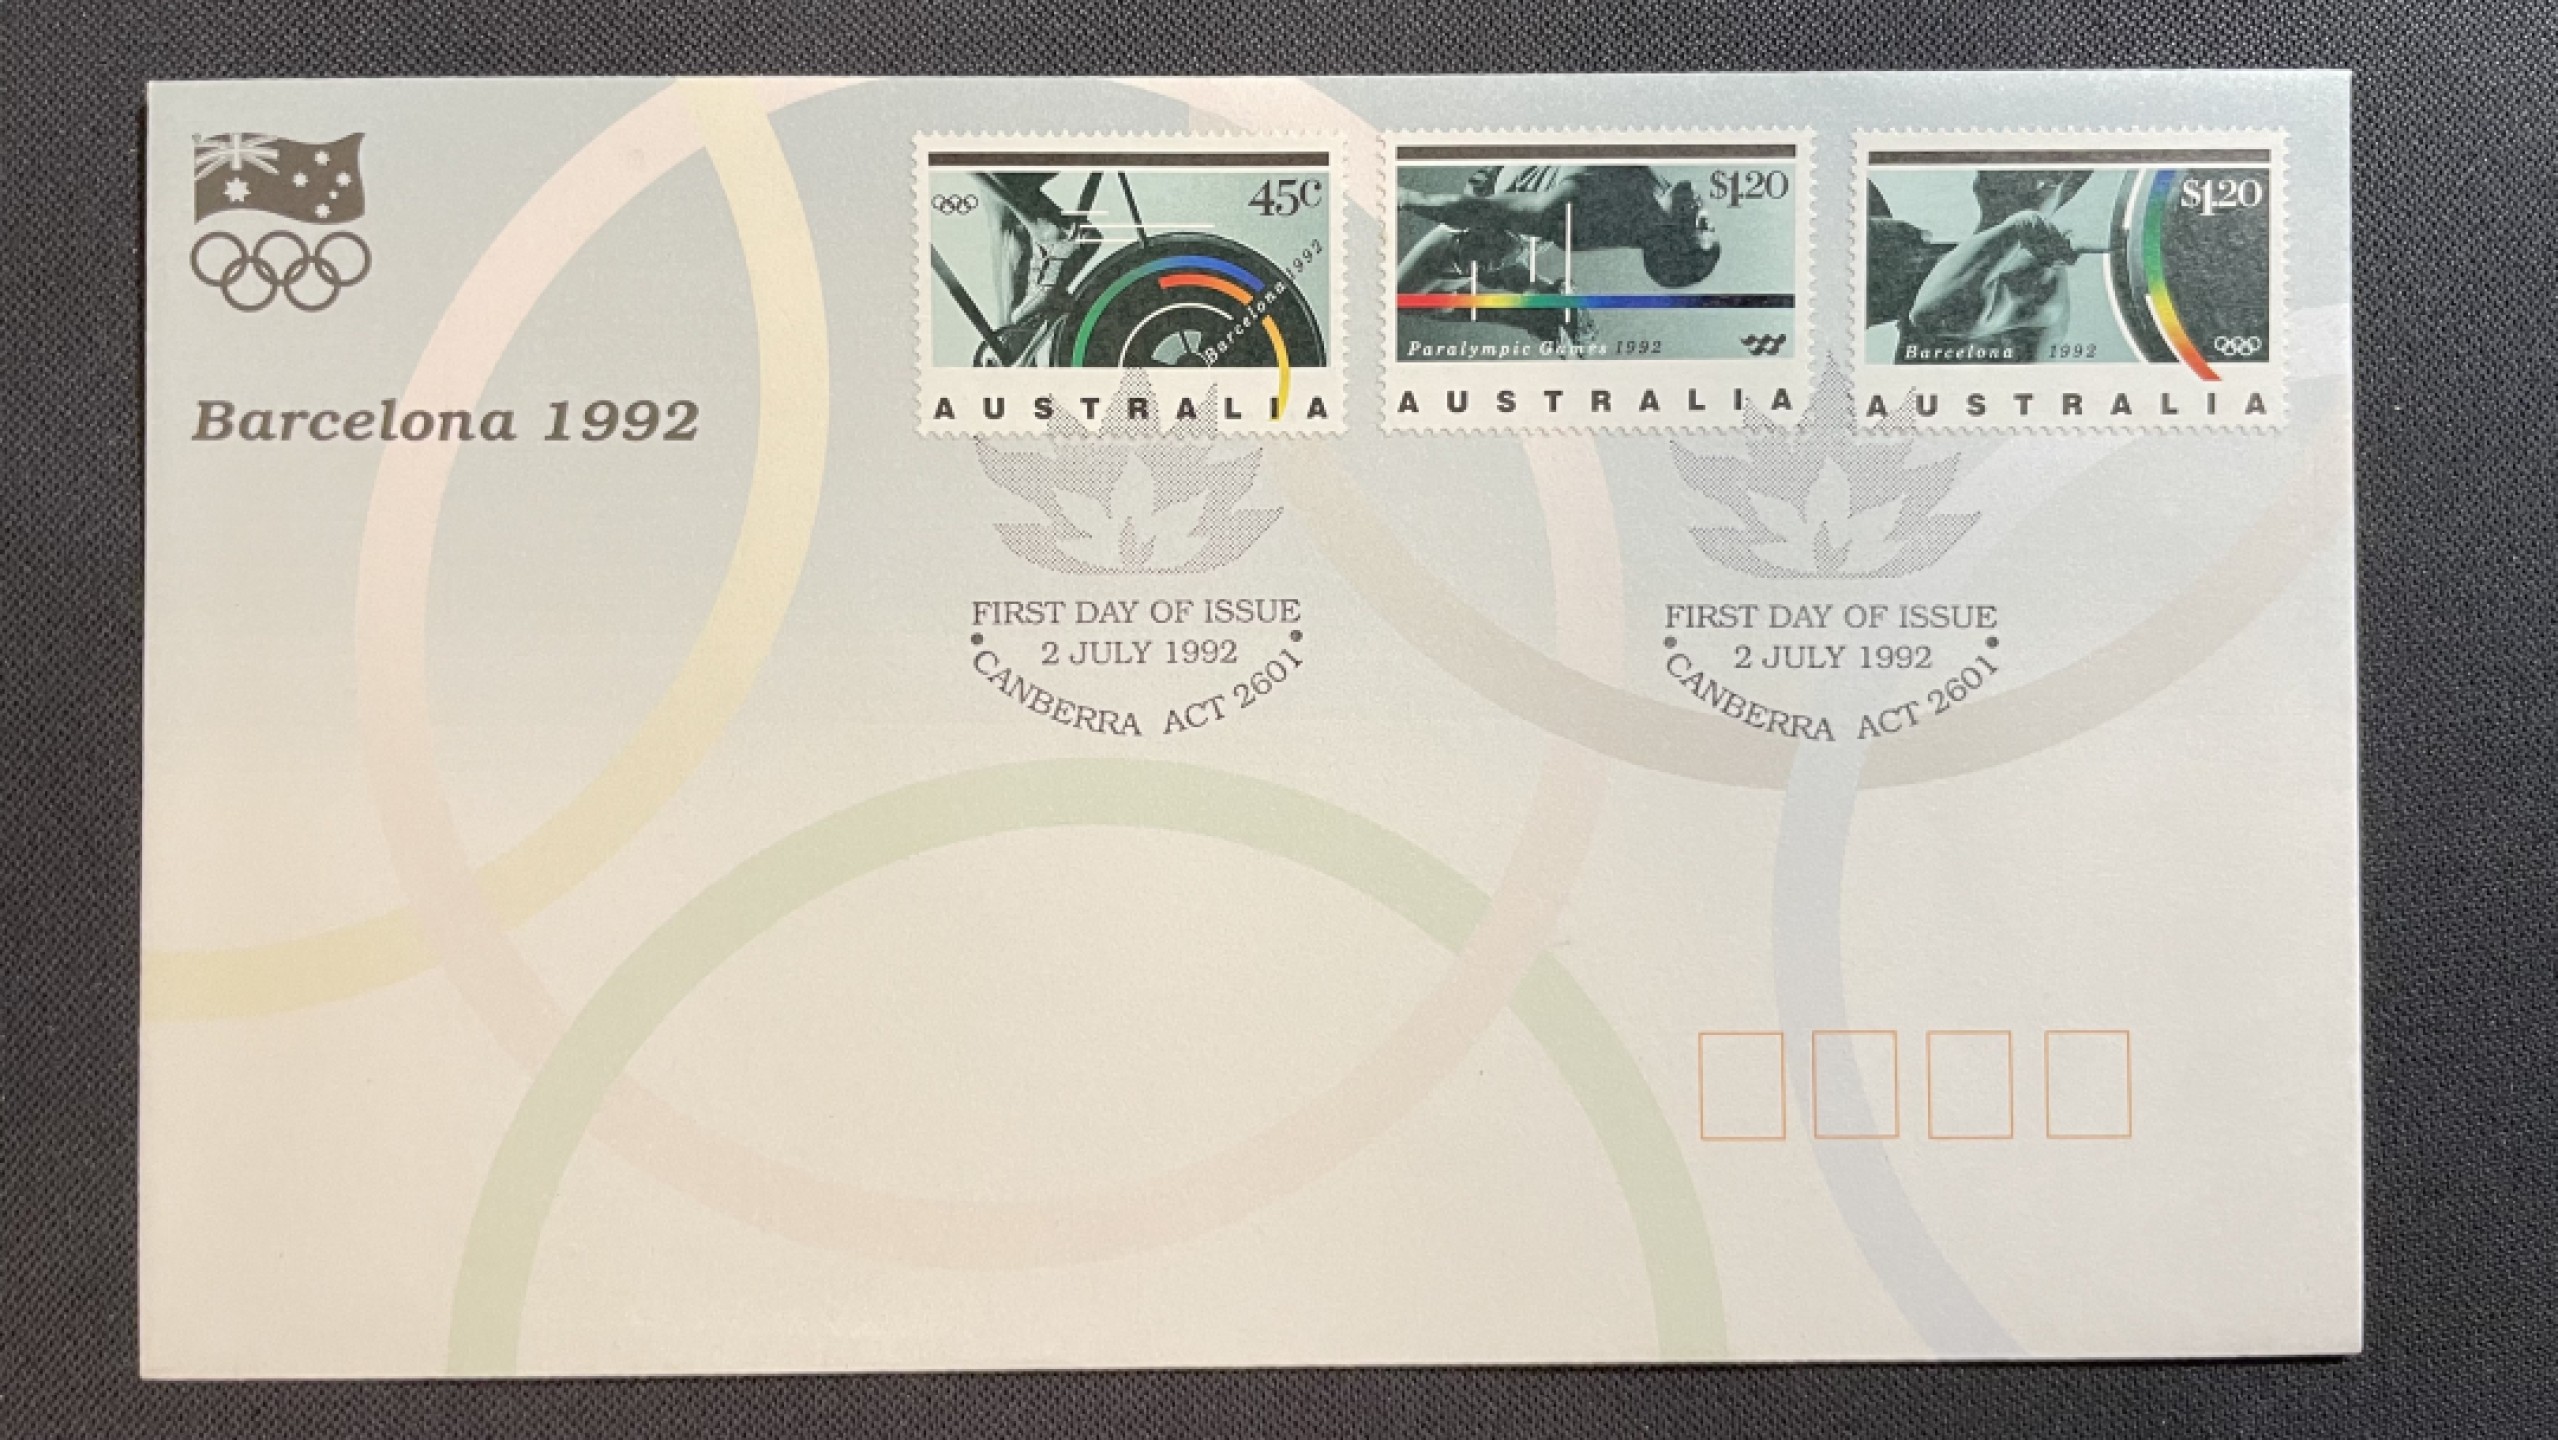 Barcelona 1992
45c
Barcelona 1992
AUSTRALIA
$1.20
Paralympic Games 1992
AUSTRALIA
$1.20
Barcelona 1992
AUSTRALIA
FIRST DAY OF ISSUE
2 JULY 1992
CANBERRA ACT 2601
FIRST DAY OF ISSUE
2 JULY 1992
CANBERRA ACT 2601